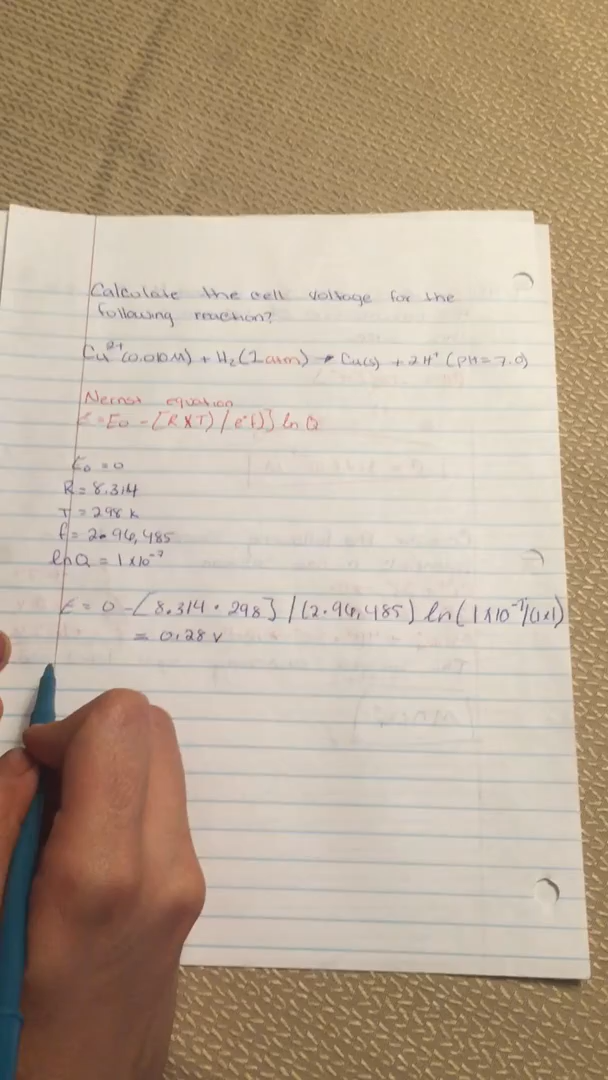 Calculate the cell voltage for the
following reaction?
Cu²⁺(0.010M) + H₂(1 atm) → Cu(s) + 2H⁺ (PH = 7.0)
Nernst equation
E = E0 - [R X T) / e⁻f)] ln Q
E0 = 0
R = 8.314
T = 298 K
f = 2 • 96,485
ln Q = 1 x 10⁻⁷
E = 0 - [8.314 • 298] / (2 • 96,485) ln (1 x 10⁻⁷/(1x1)
= 0.28 V